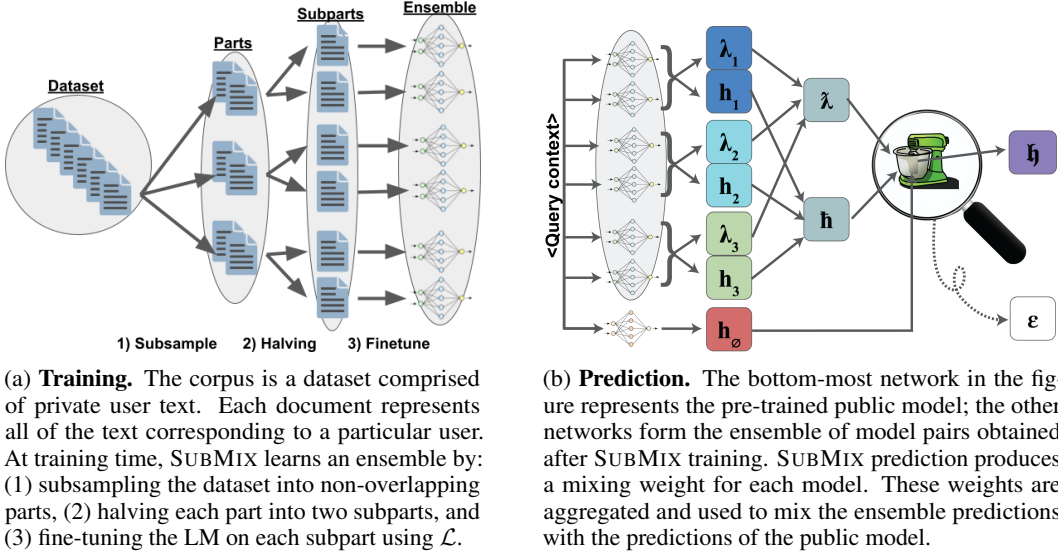 Dataset
Parts
Subparts
Ensemble
1) Subsample
2) Halving
3) Finetune
(a) Training. The corpus is a dataset comprised
of private user text. Each document represents
all of the text corresponding to a particular user.
At training time, SUBMIX learns an ensemble by:
(1) subsampling the dataset into non-overlapping
parts, (2) halving each part into two subparts, and
(3) fine-tuning the LM on each subpart using ℒ.
<Query context>
λ₁
h₁
λ₂
h₂
λ₃
h₃
h∅
λ̃
ħ
ɧ
ε
(b) Prediction. The bottom-most network in the fig-
ure represents the pre-trained public model; the other
networks form the ensemble of model pairs obtained
after SUBMIX training. SUBMIX prediction produces
a mixing weight for each model. These weights are
aggregated and used to mix the ensemble predictions
with the predictions of the public model.